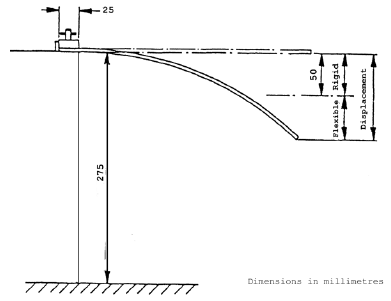 25
50
Rigid
Flexible
Displacement
275
Dimensions in millimetres